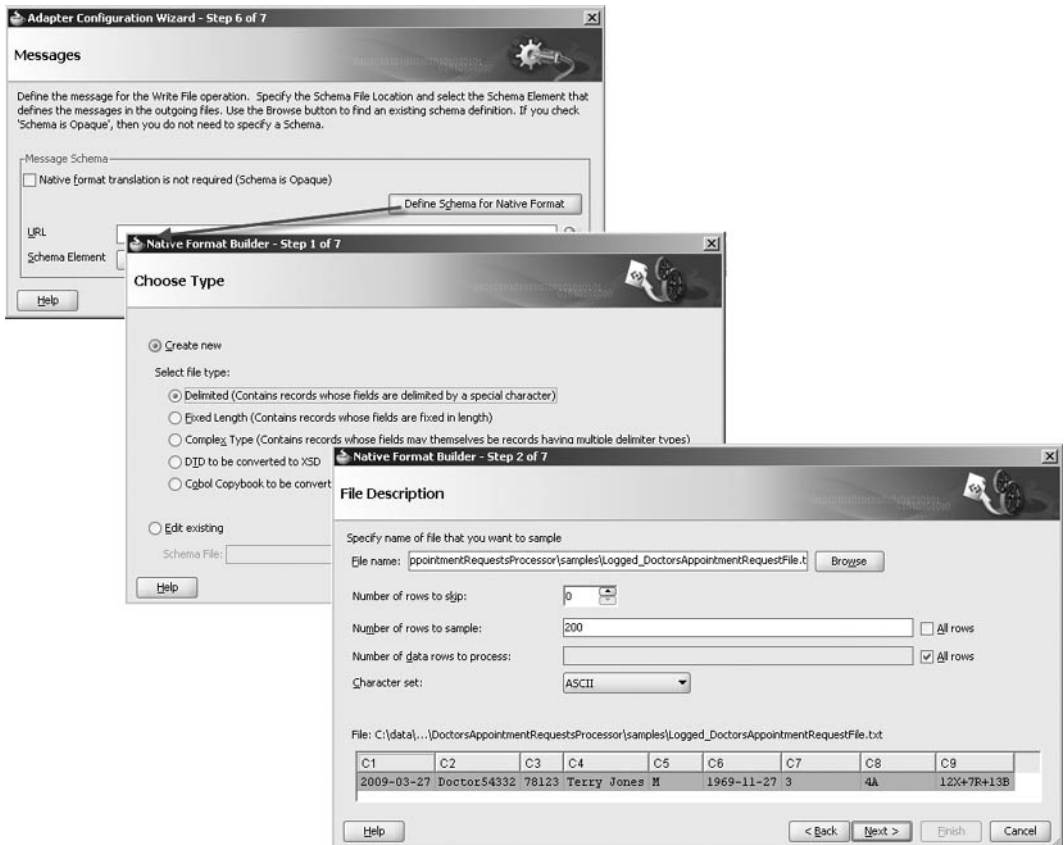 Adapter Configuration Wizard - Step 6 of 7
Messages
Define the message for the Write File operation. Specify the Schema File Location and select the Schema Element that
defines the messages in the outgoing files. Use the Browse button to find an existing schema definition. If you check
'Schema is Opaque', then you do not need to specify a Schema.
Message Schema
Native format translation is not required (Schema is Opaque)
Define Schema for Native Format
URL
Schema Element
Help
Native Format Builder - Step 1 of 7
Choose Type
Create new
Select file type:
Delimited (Contains records whose fields are delimited by a special character)
Fixed Length (Contains records whose fields are fixed in length)
Complex Type (Contains records whose fields may themselves be records having multiple delimiter types)
DTD to be converted to XSD
Cobol Copybook to be convert
Edit existing
Schema File:
Help
Native Format Builder - Step 2 of 7
File Description
Specify name of file that you want to sample
File name: ppointmentRequestsProcessor\samples\Logged_DoctorsAppointmentRequestFile.t Browse
Number of rows to skip: 0
Number of rows to sample: 200 All rows
Number of data rows to process: All rows
Character set: ASCII
File: C:\data\...\DoctorsAppointmentRequestsProcessor\samples\Logged_DoctorsAppointmentRequestFile.txt
C1 C2 C3 C4 C5 C6 C7 C8 C9
2009-03-27 Doctor54332 78123 Terry Jones M 1969-11-27 3 4A 12X+7R+13B
Help < Back Next > Finish Cancel